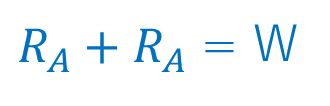 R_A + R_A = W